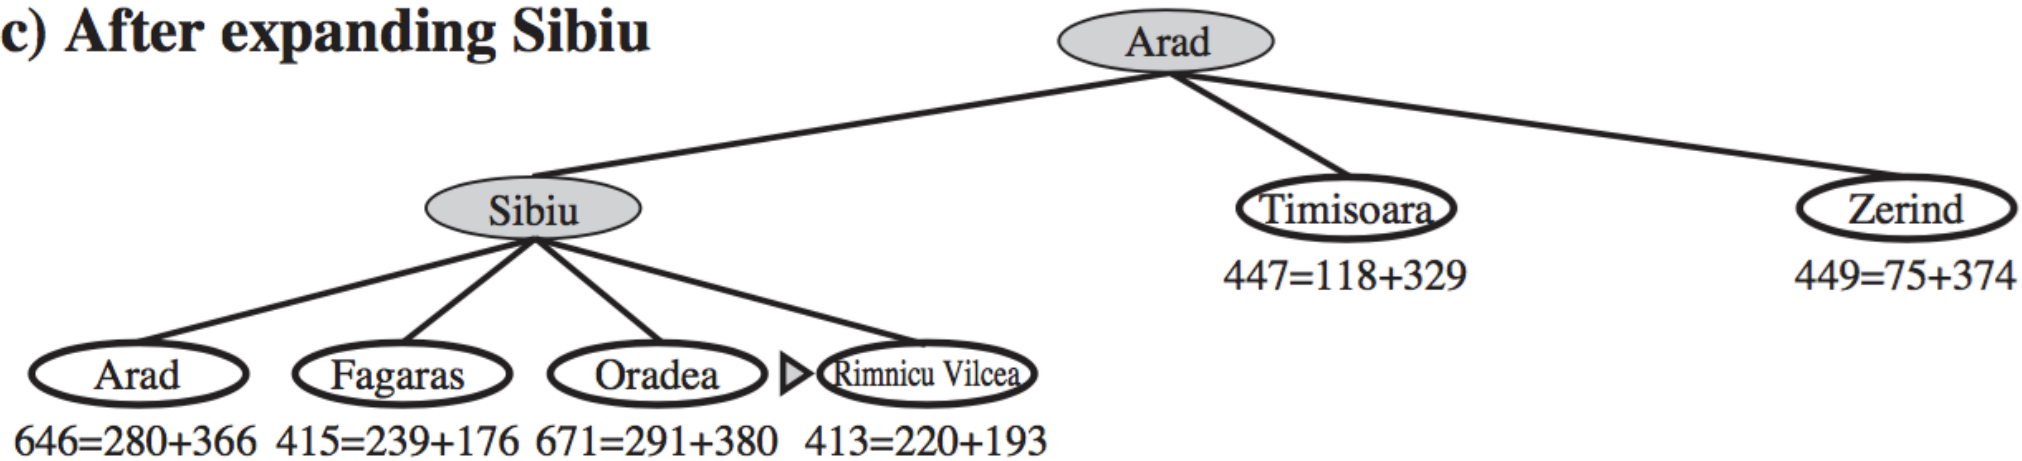 c) After expanding Sibiu
Arad
Sibiu
Timisoara
Zerind
447=118+329
449=75+374
Arad
Fagaras
Oradea
Rimnicu Vilcea
646=280+366
415=239+176
671=291+380
413=220+193